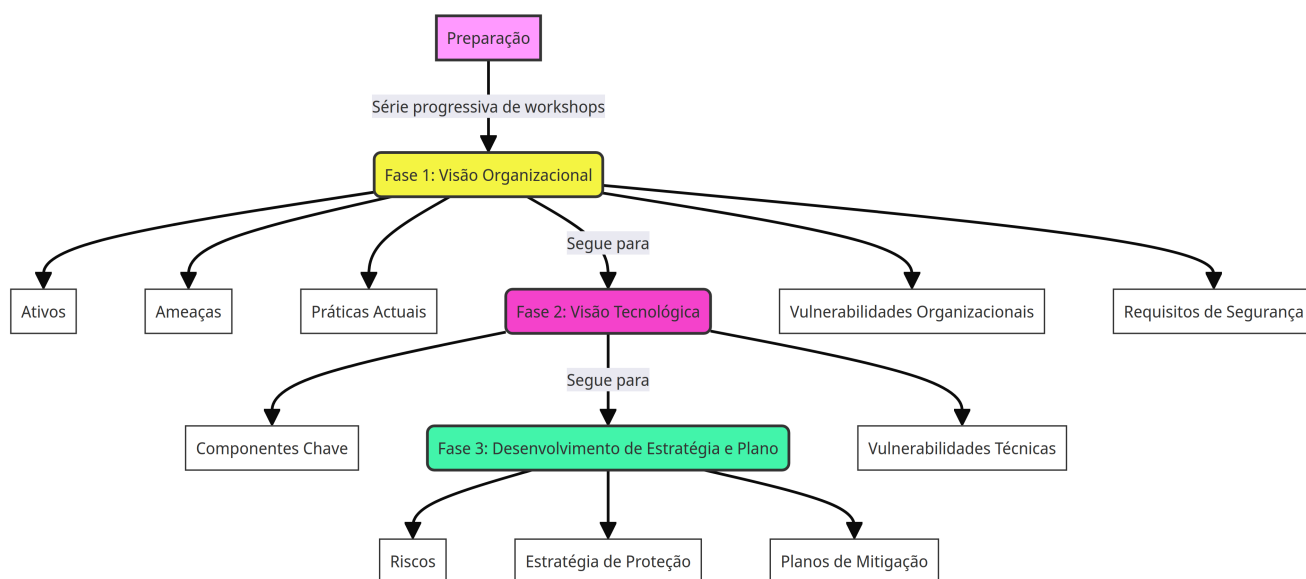 Preparação
Série progressiva de workshops
Fase 1: Visão Organizacional
Segue para
Ativos
Ameaças
Práticas Actuais
Fase 2: Visão Tecnológica
Vulnerabilidades Organizacionais
Requisitos de Segurança
Segue para
Componentes Chave
Fase 3: Desenvolvimento de Estratégia e Plano
Vulnerabilidades Técnicas
Riscos
Estratégia de Proteção
Planos de Mitigação